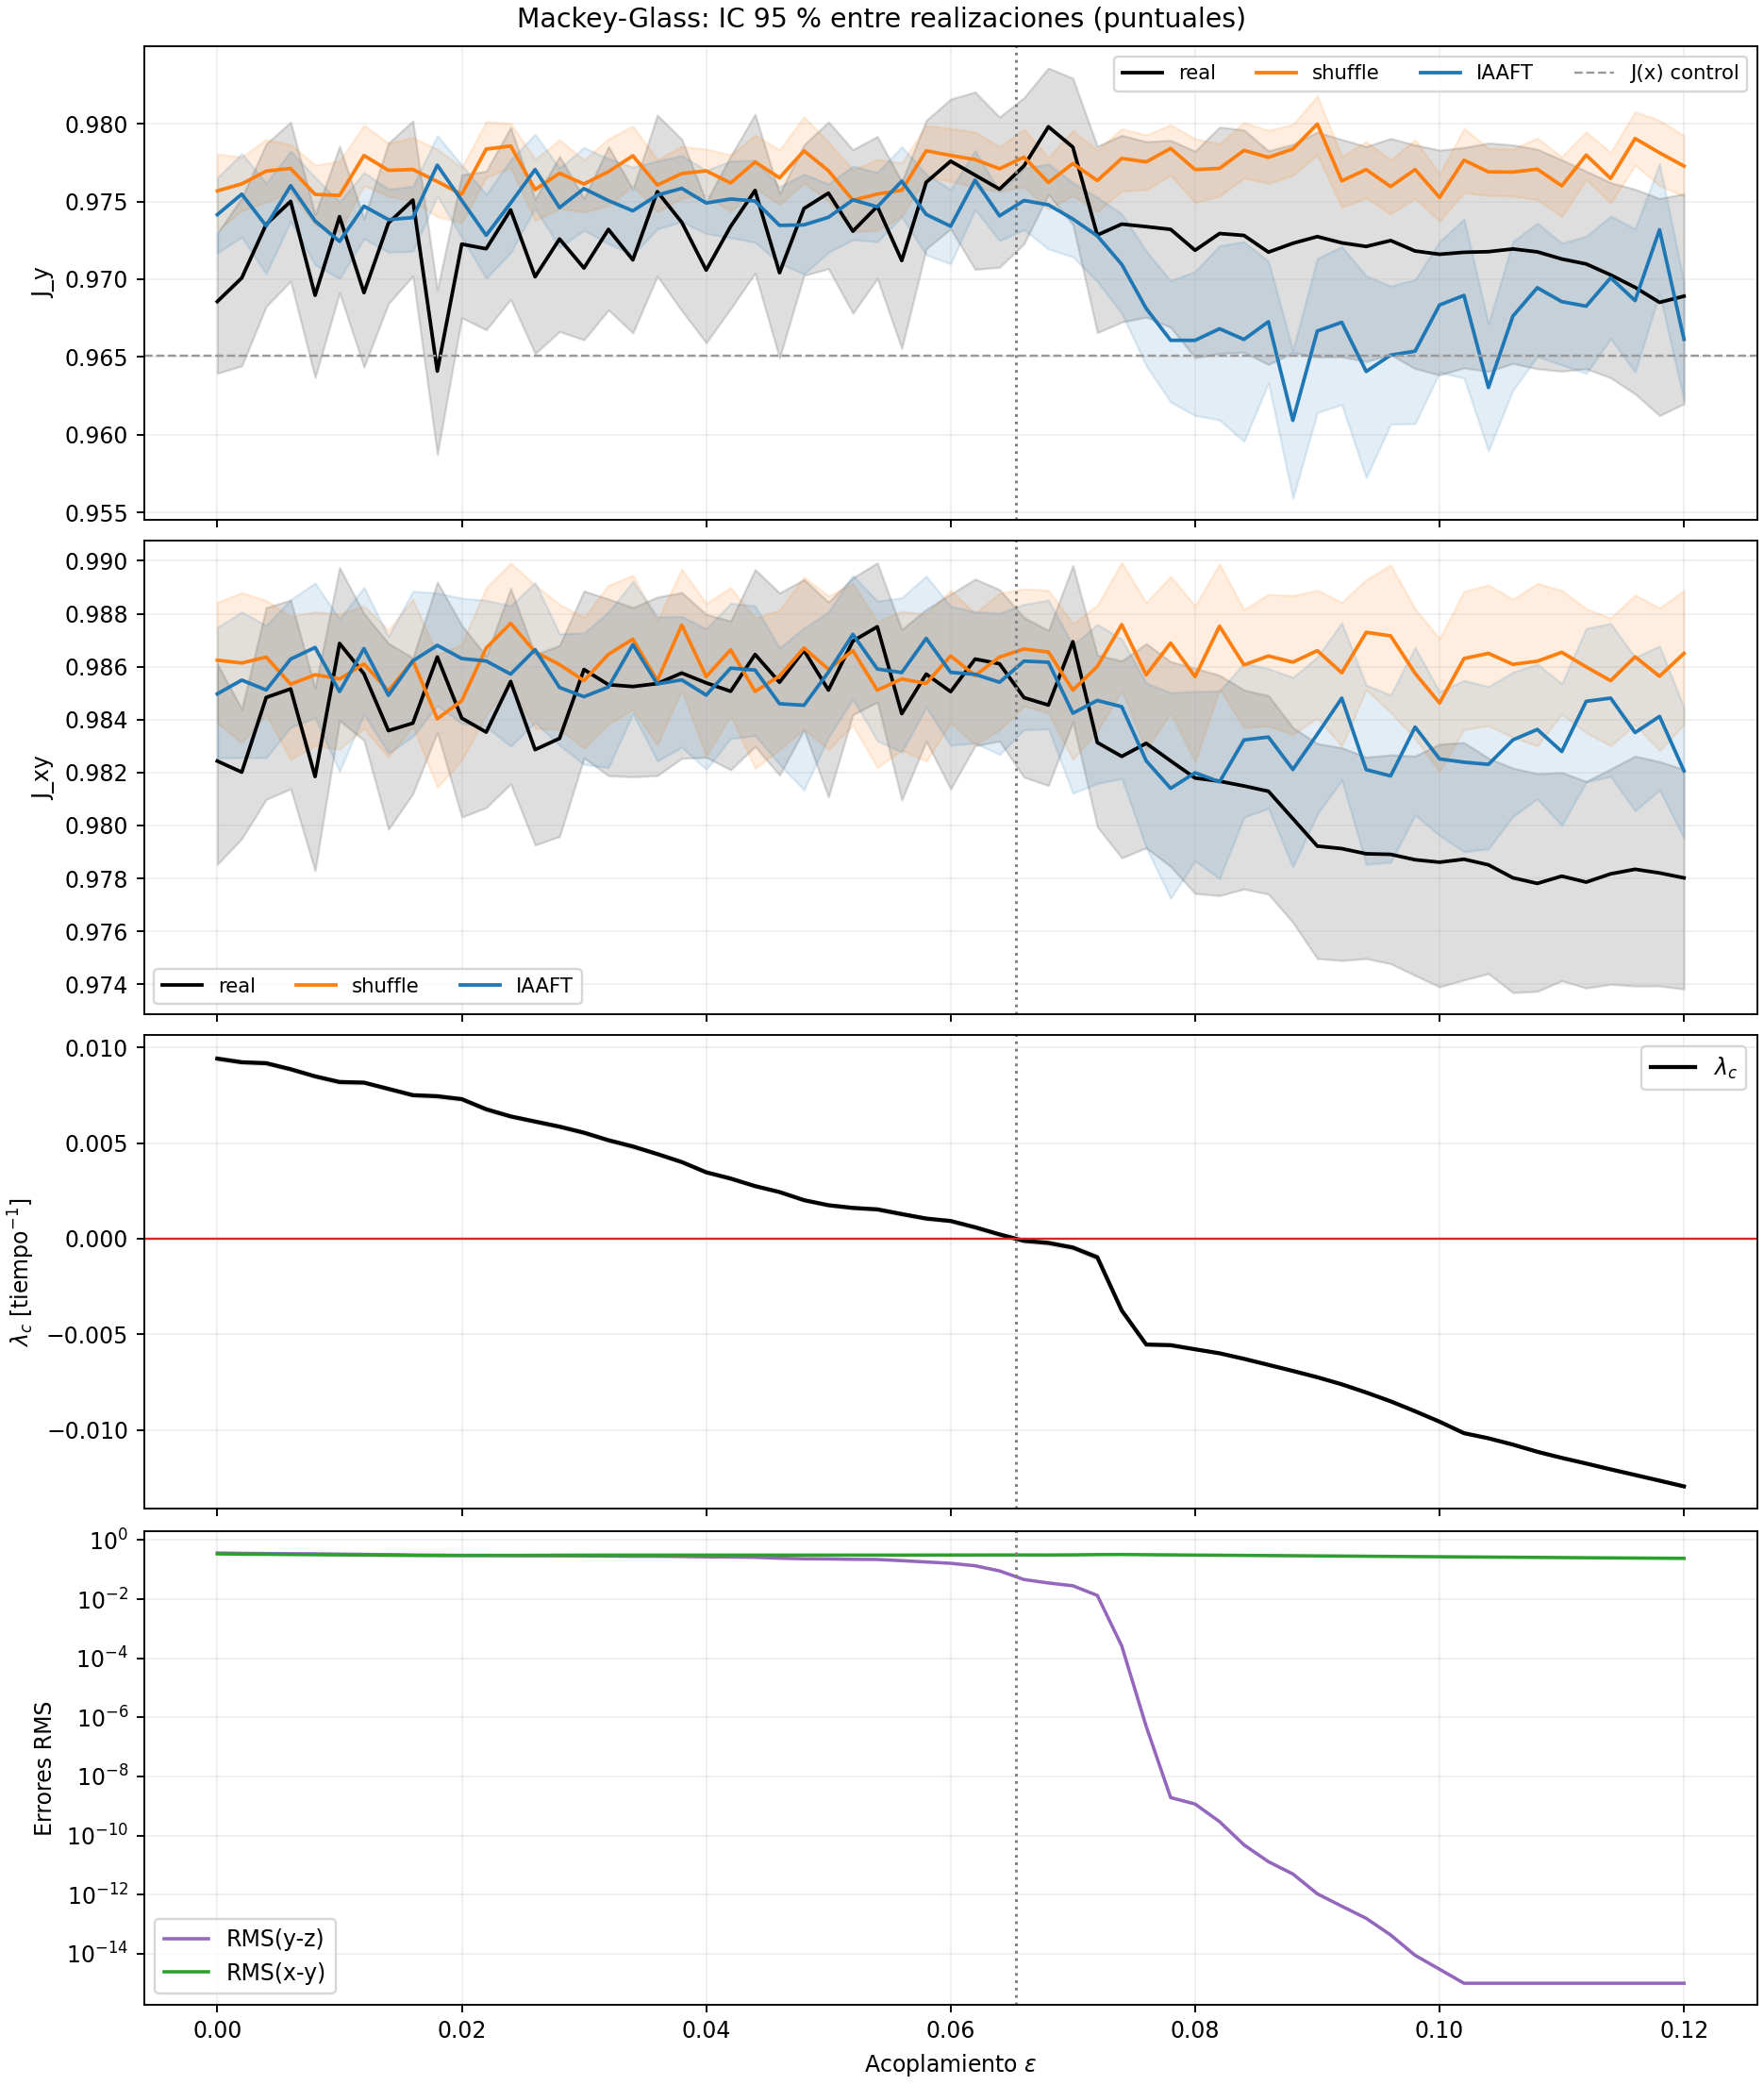 Mackey-Glass: IC 95 % entre realizaciones (puntuales)
real shuffle IAAFT J(x) control
0.980
0.975
0.970
0.965
0.960
0.955
J_y
0.990
0.988
0.986
0.984
0.982
0.980
0.978
0.976
0.974
J_xy
real shuffle IAAFT
λ_c
0.010
0.005
0.000
−0.005
−0.010
λ_c [tiempo⁻¹]
10⁰
10⁻²
10⁻⁴
10⁻⁶
10⁻⁸
10⁻¹⁰
10⁻¹²
10⁻¹⁴
Errores RMS
RMS(y-z)
RMS(x-y)
0.00 0.02 0.04 0.06 0.08 0.10 0.12
Acoplamiento ε